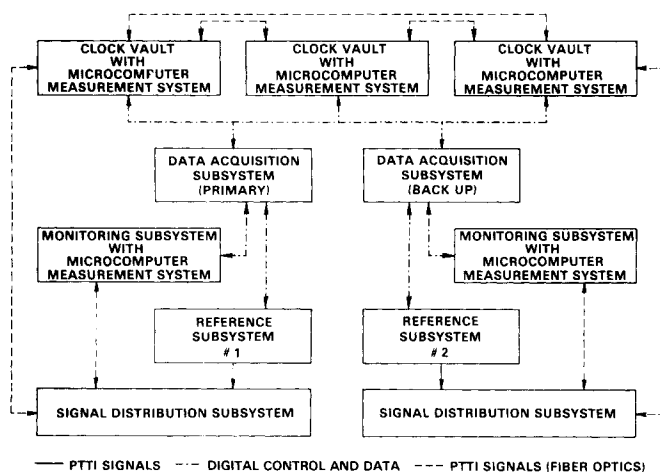 CLOCK VAULT
WITH
MICROCOMPUTER
MEASUREMENT SYSTEM
CLOCK VAULT
WITH
MICROCOMPUTER
MEASUREMENT SYSTEM
CLOCK VAULT
WITH
MICROCOMPUTER
MEASUREMENT SYSTEM
DATA ACQUISITION
SUBSYSTEM
(PRIMARY)
DATA ACQUISITION
SUBSYSTEM
(BACK UP)
MONITORING SUBSYSTEM
WITH
MICROCOMPUTER
MEASUREMENT SYSTEM
MONITORING SUBSYSTEM
WITH
MICROCOMPUTER
MEASUREMENT SYSTEM
REFERENCE
SUBSYSTEM
# 1
REFERENCE
SUBSYSTEM
# 2
SIGNAL DISTRIBUTION SUBSYSTEM
SIGNAL DISTRIBUTION SUBSYSTEM
PTTI SIGNALS
DIGITAL CONTROL AND DATA
PTTI SIGNALS (FIBER OPTICS)